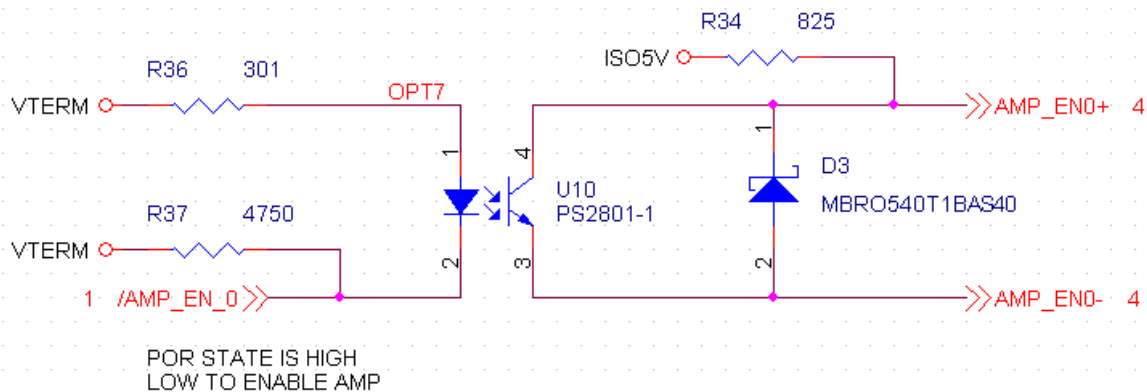 R34 825
ISO5V
R36 301
OPT7
VTERM
AMP_EN0+ 4
1
4
1
U10
PS2801-1
D3
MBRO540T1BAS40
R37 4750
VTERM
2
3
2
1 /AMP_EN_0
AMP_EN0- 4
POR STATE IS HIGH
LOW TO ENABLE AMP